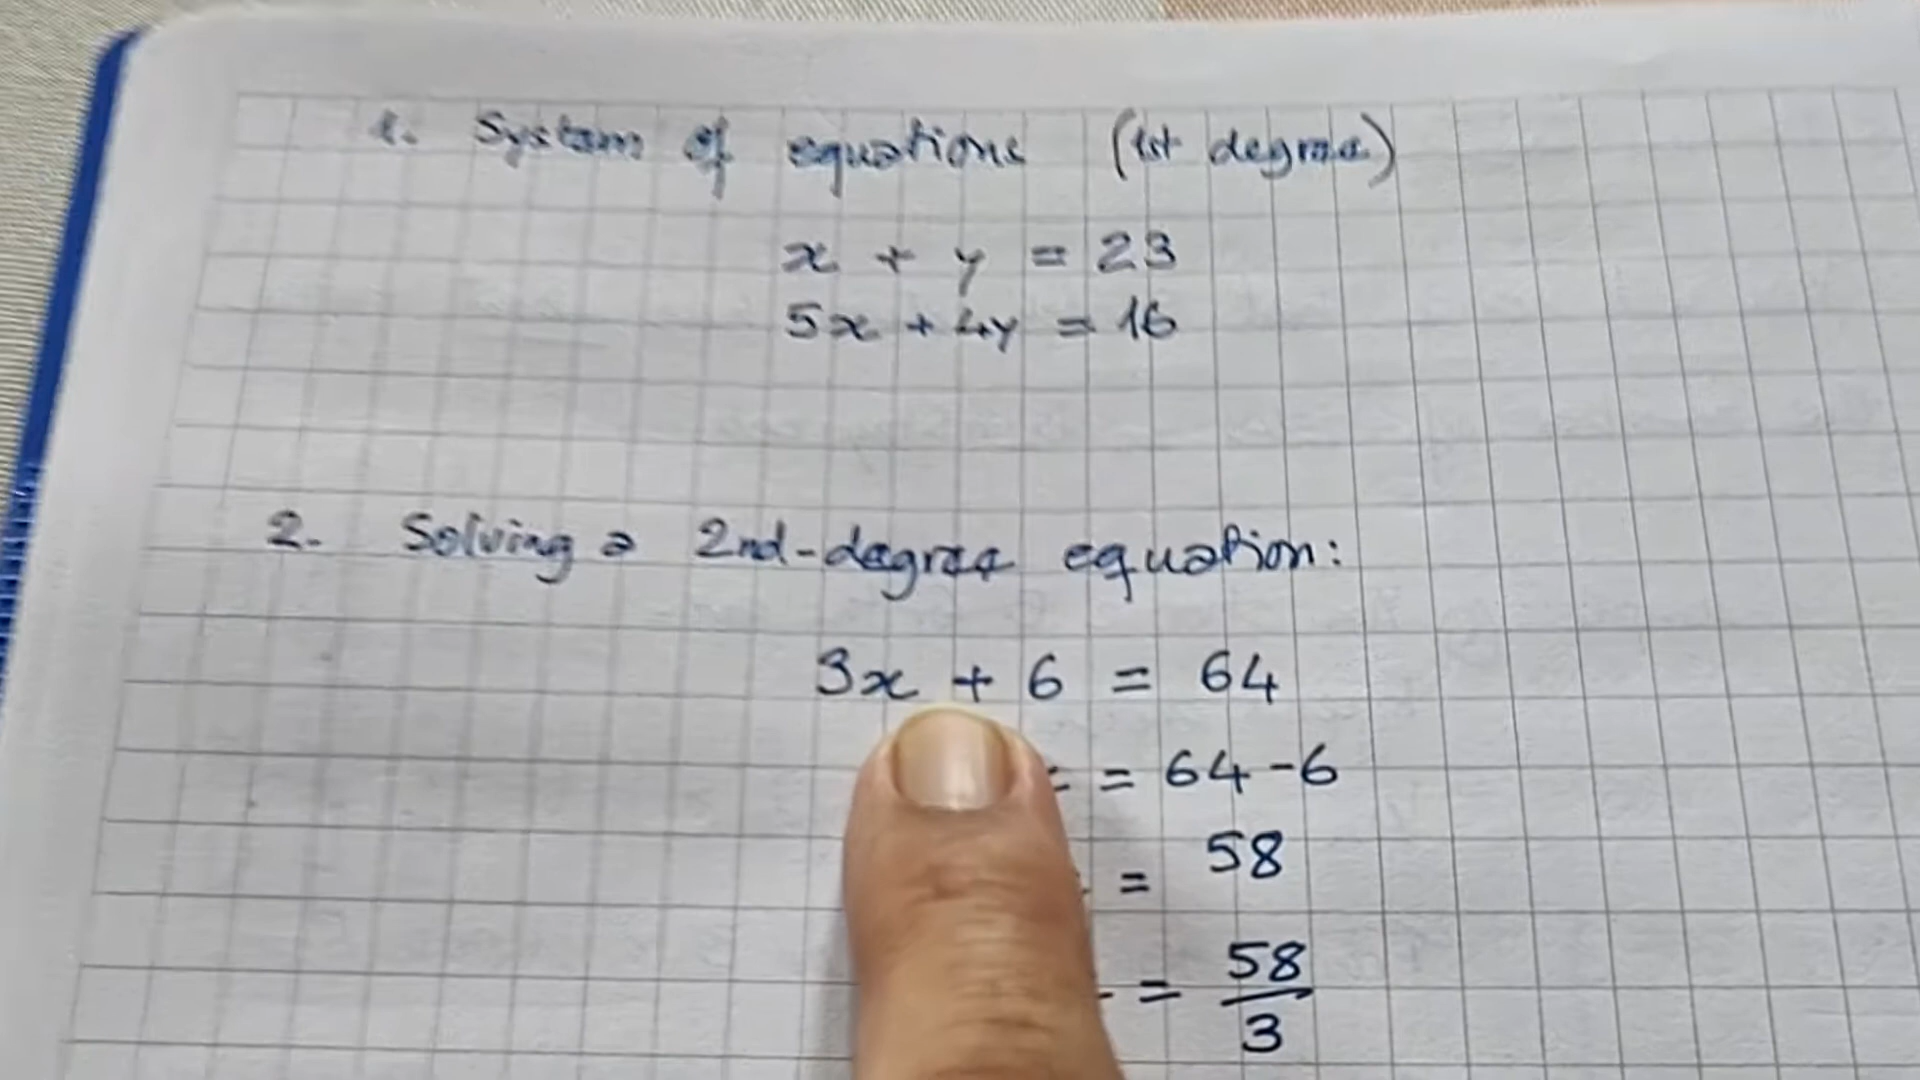 1. System of equations (1st degree)
x + y = 23
5x + 4y = 16
2. Solving a 2nd-degree equation:
3x + 6 = 64
= 64 - 6
= 58
= 58/3